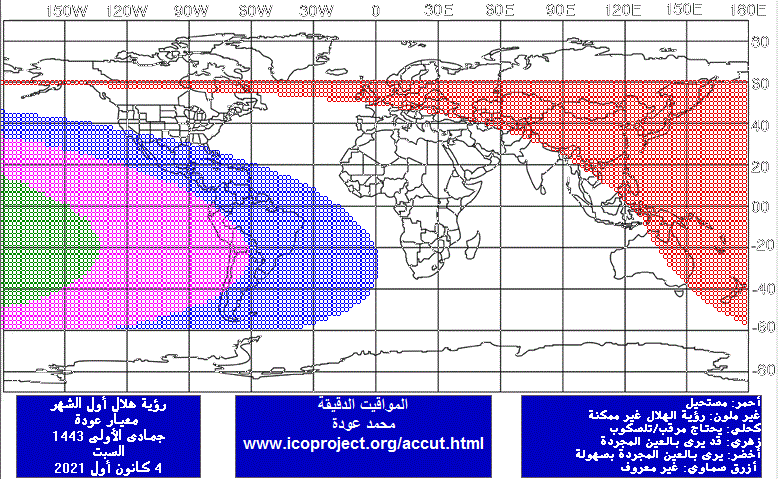 150W 120W 90W 60W 30W 0 30E 60E 90E 120E 150E 180E
80
60
40
20
00
-20
-40
-60
-80
رؤية هلال أول الشهر
معيار عودة
جمادى الأولى 1443
السبت
4 كانون أول 2021
المواقيت الدقيقة
محمد عودة
www.icoproject.org/accut.html
أحمر: مستحيل
غير ملون: رؤية الهلال غير ممكنة
كحلي: يحتاج مرقب/تلسكوب
زهري: قد يرى بالعين المجردة
أخضر: يرى بالعين المجردة بسهولة
أزرق سماوي: غير معروف